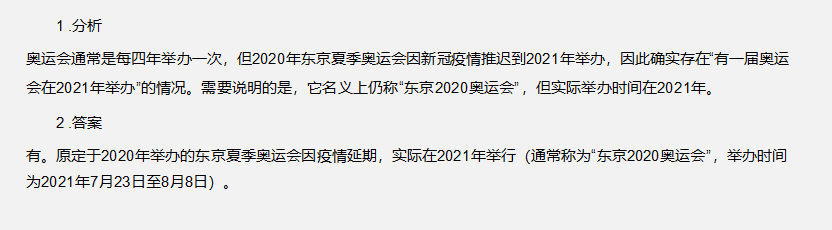 1 .分析
奥运会通常是每四年举办一次，但2020年东京夏季奥运会因新冠疫情推迟到2021年举办，因此确实存在“有一届奥运
会在2021年举办”的情况。需要说明的是，它名义上仍称“东京2020奥运会”，但实际举办时间在2021年。
2 .答案
有。原定于2020年举办的东京夏季奥运会因疫情延期，实际在2021年举行（通常称为“东京2020奥运会”，举办时间
为2021年7月23日至8月8日）。